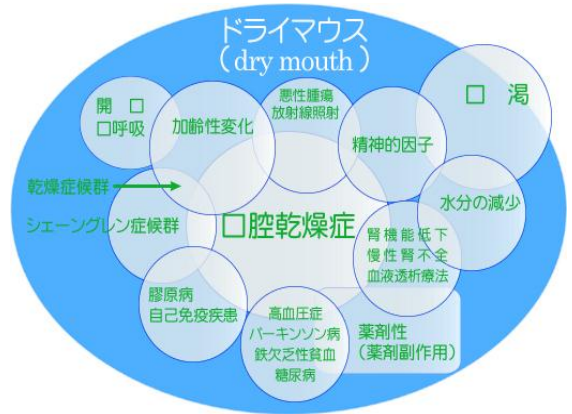 ドライマウス
(dry mouth)
開　口
口呼吸
加齢性変化
悪性腫瘍
放射線照射
精神的因子
口　渇
乾燥症候群
シェーングレン症候群
口腔乾燥症
水分の減少
腎機能低下
慢性腎不全
血液透析療法
膠原病
自己免疫疾患
高血圧症
パーキンソン病
鉄欠乏性貧血
糖尿病
薬剤性
(薬剤副作用)